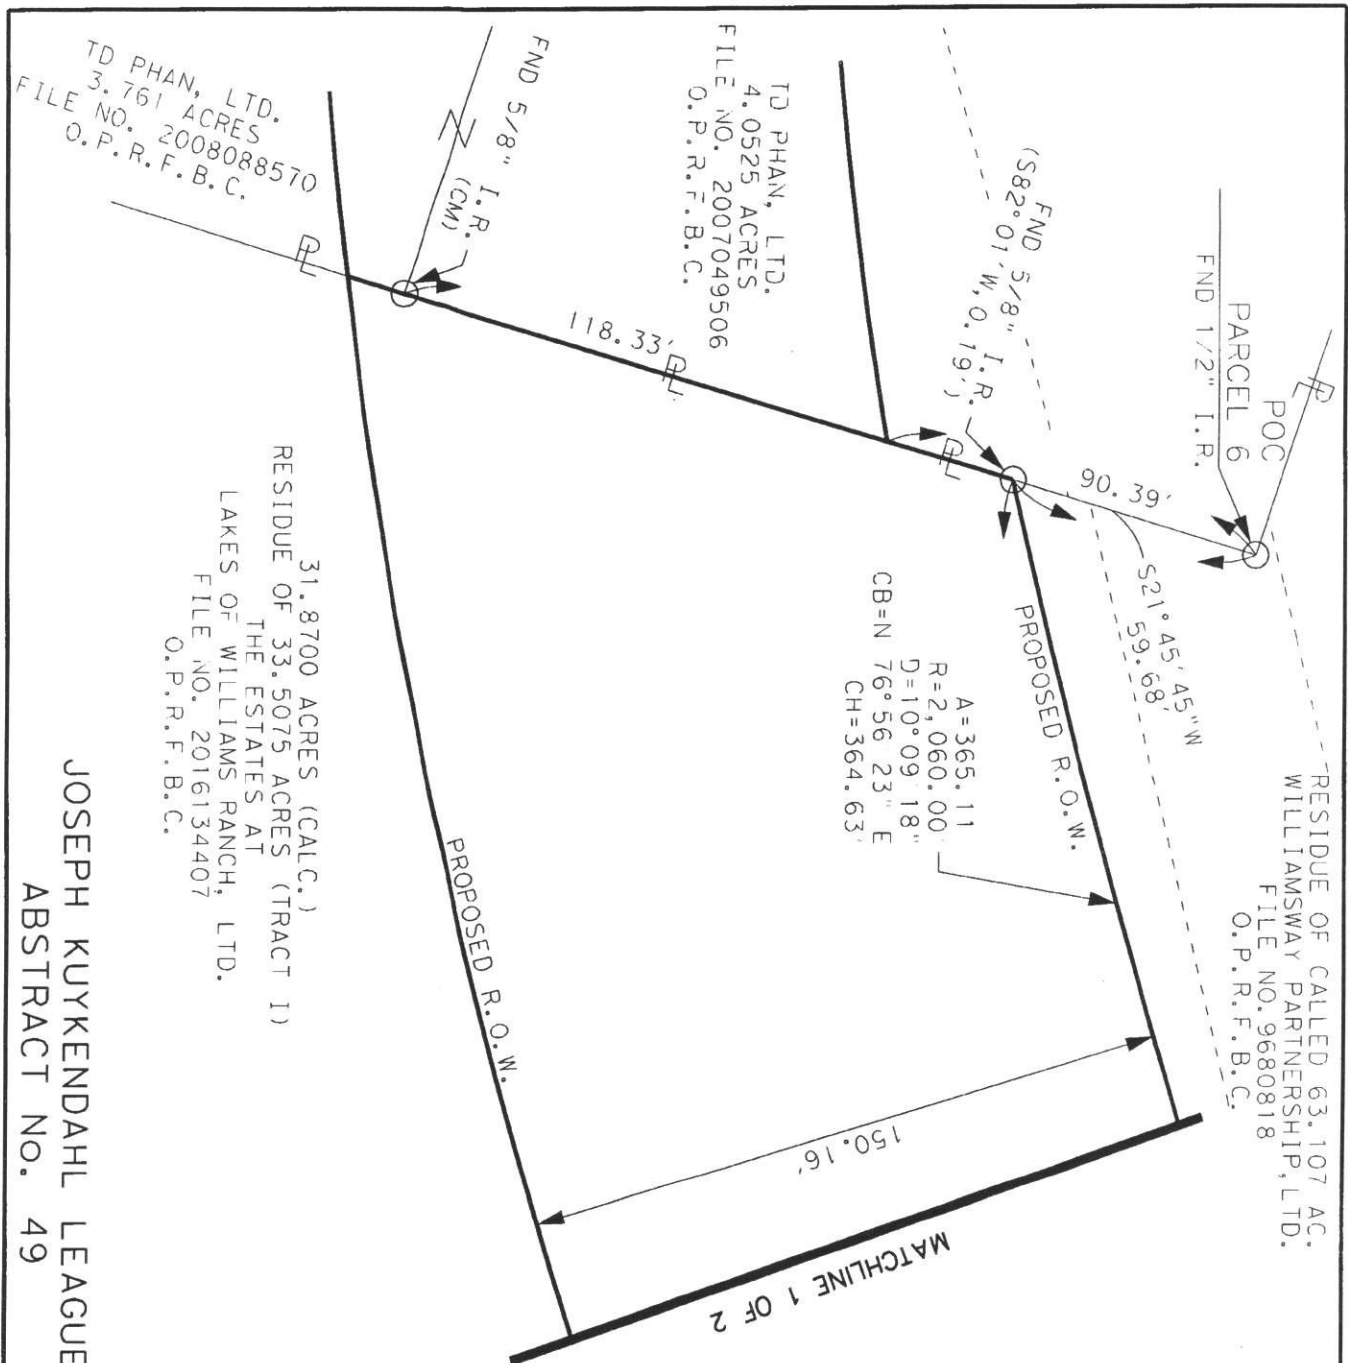 TD PHAN, LTD.
3.761 ACRES
FILE NO. 2008088570
O.P.R.F.B.C.
FND 5/8" I.R.
(CM)
TD PHAN, LTD.
4.0525 ACRES
FILE NO. 2007049506
O.P.R.F.B.C.
FND 5/8" I.R.
(S82°01'W,0.19')
POC
PARCEL 6
FND 1/2" I.R.
118.33'
90.39'
S21°45'45"W
59.68'
PROPOSED R.O.W.
A=365.11
R=2,060.00
D=10°09'18"
CB=N 76°56'23" E
CH=364.63'
RESIDUE OF CALLED 63.107 AC.
WILLIAMSWAY PARTNERSHIP,LTD.
FILE NO.9680818
O.P.R.F.B.C.
PROPOSED R.O.W.
150.16'
MATCHLINE 1 OF 2
31.8700 ACRES (CALC.)
RESIDUE OF 33.5075 ACRES (TRACT I)
THE ESTATES AT
LAKES OF WILLIAMS RANCH, LTD.
FILE NO. 2016134407
O.P.R.F.B.C.
JOSEPH KUYKENDAHL LEAGUE
ABSTRACT No. 49